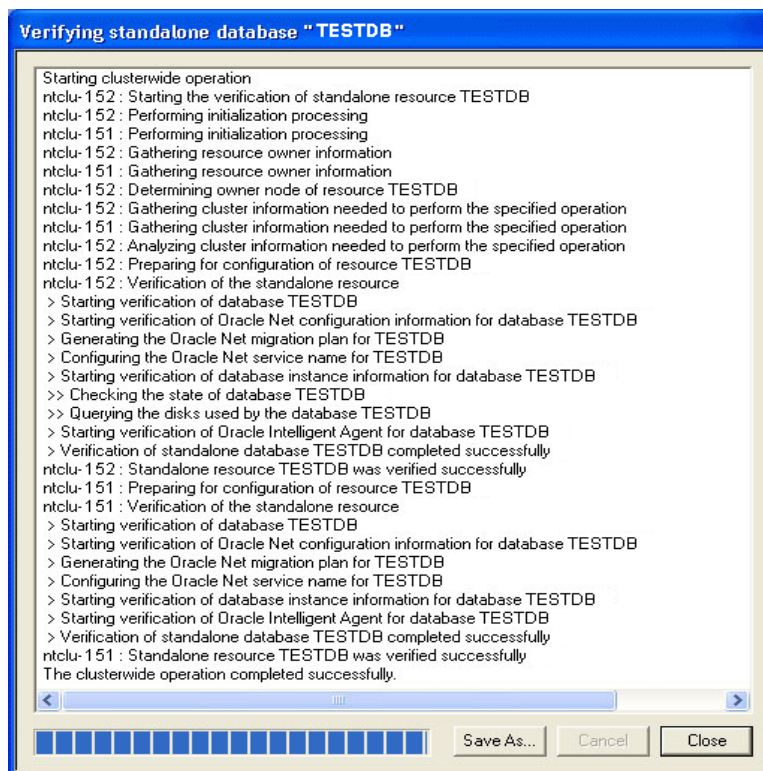 Verifying standalone database "TESTDB"
Starting clusterwide operation
ntclu-152 : Starting the verification of standalone resource TESTDB
ntclu-152 : Performing initialization processing
ntclu-151 : Performing initialization processing
ntclu-152 : Gathering resource owner information
ntclu-151 : Gathering resource owner information
ntclu-152 : Determining owner node of resource TESTDB
ntclu-152 : Gathering cluster information needed to perform the specified operation
ntclu-151 : Gathering cluster information needed to perform the specified operation
ntclu-152 : Analyzing cluster information needed to perform the specified operation
ntclu-152 : Preparing for configuration of resource TESTDB
ntclu-152 : Verification of the standalone resource
> Starting verification of database TESTDB
> Starting verification of Oracle Net configuration information for database TESTDB
> Generating the Oracle Net migration plan for TESTDB
> Configuring the Oracle Net service name for TESTDB
> Starting verification of database instance information for database TESTDB
>> Checking the state of database TESTDB
>> Querying the disks used by the database TESTDB
> Starting verification of Oracle Intelligent Agent for database TESTDB
> Verification of standalone database TESTDB completed successfully
ntclu-152 : Standalone resource TESTDB was verified successfully
ntclu-151 : Preparing for configuration of resource TESTDB
ntclu-151 : Verification of the standalone resource
> Starting verification of database TESTDB
> Starting verification of Oracle Net configuration information for database TESTDB
> Generating the Oracle Net migration plan for TESTDB
> Configuring the Oracle Net service name for TESTDB
> Starting verification of database instance information for database TESTDB
> Starting verification of Oracle Intelligent Agent for database TESTDB
> Verification of standalone database TESTDB completed successfully
ntclu-151 : Standalone resource TESTDB was verified successfully
The clusterwide operation completed successfully.
Save As... Cancel Close